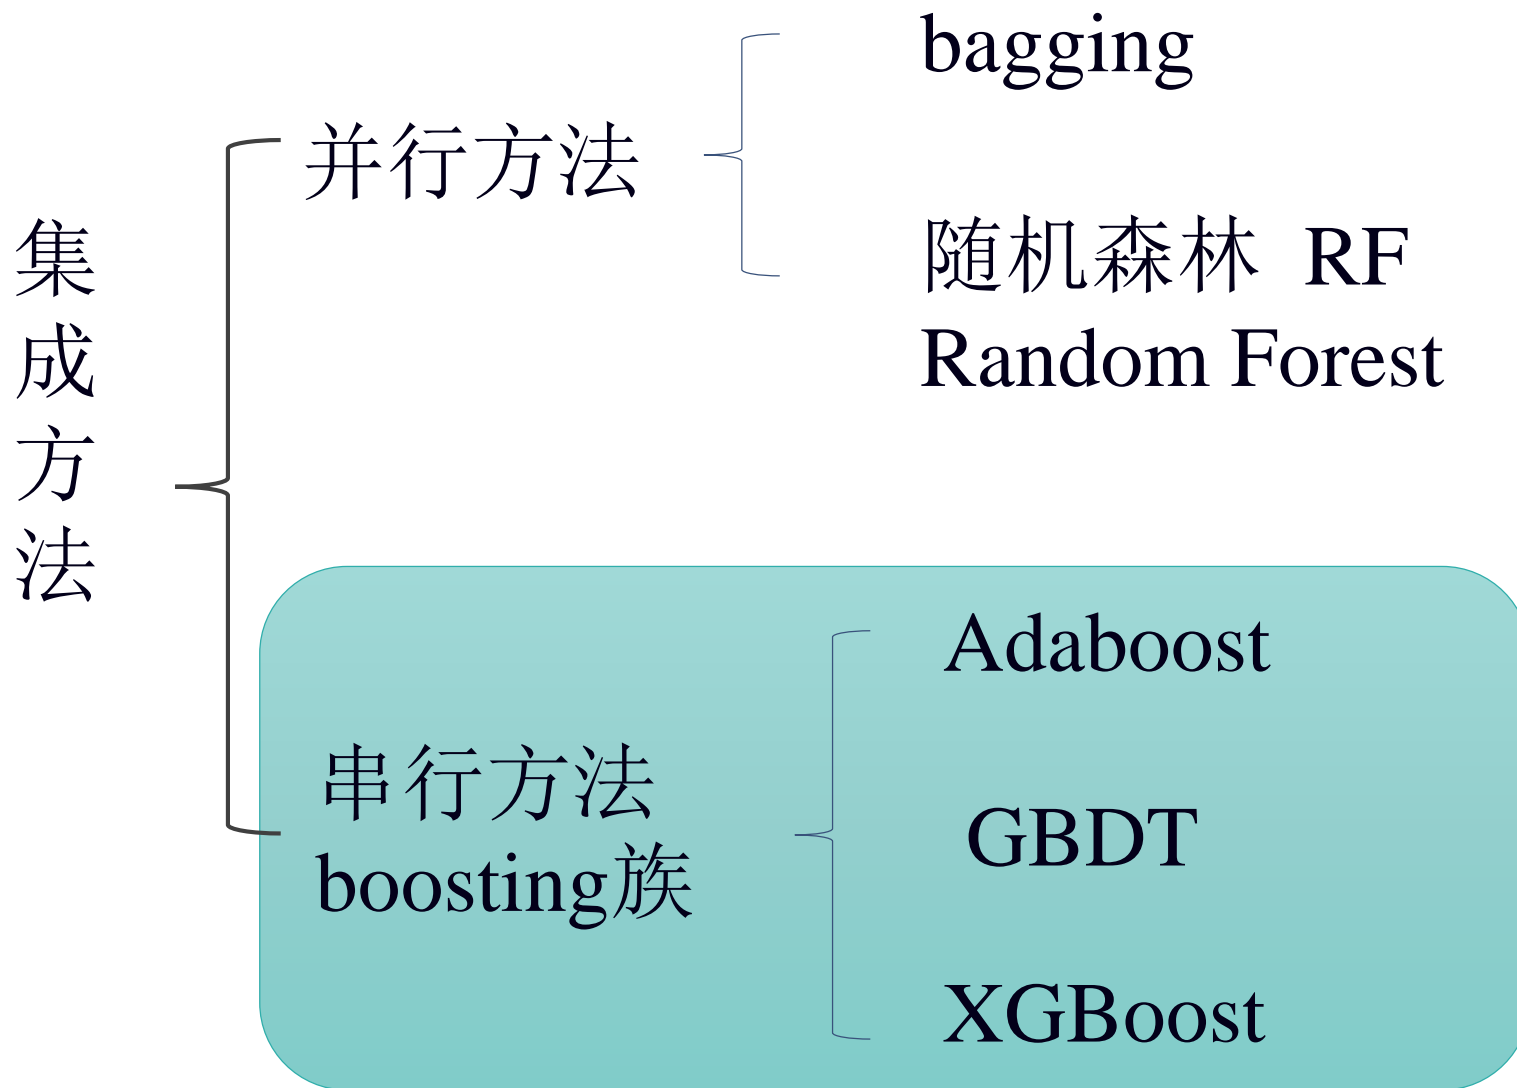 集成方法
并行方法
bagging
随机森林 RF
Random Forest
串行方法
boosting族
Adaboost
GBDT
XGBoost